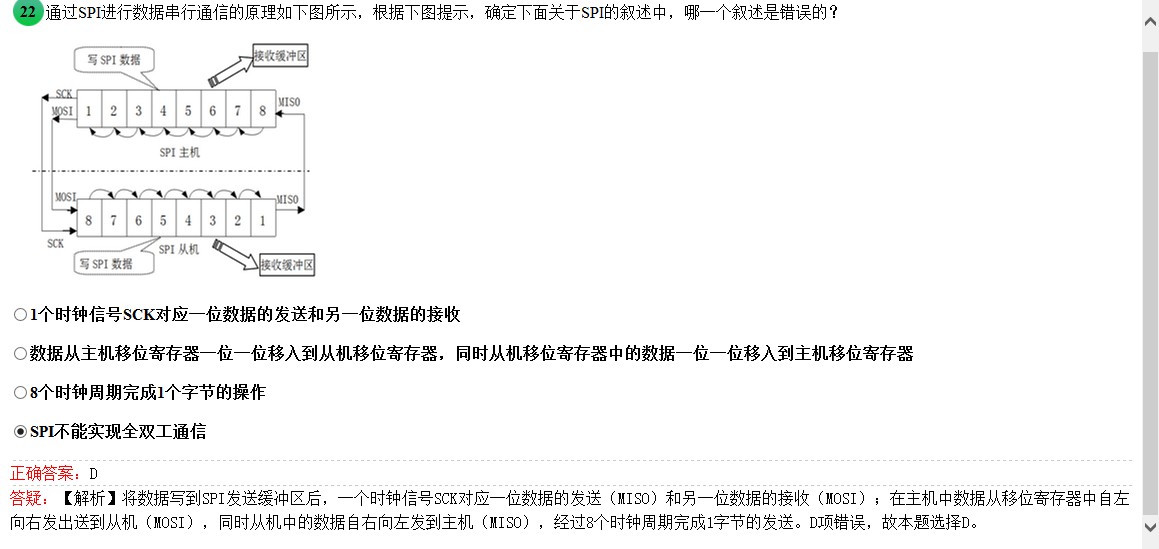 22 通过SPI进行数据串行通信的原理如下图所示，根据下图提示，确定下面关于SPI的叙述中，哪一个叙述是错误的？
写 SPI 数据
接收缓冲区
SCK
MOSI
1 2 3 4 5 6 7 8
MISO
SPI 主机
MOSI
MISO
8 7 6 5 4 3 2 1
SCK
SPI 从机
写 SPI 数据
接收缓冲区
1个时钟信号SCK对应一位数据的发送和另一位数据的接收
数据从主机移位寄存器一位一位移入到从机移位寄存器，同时从机移位寄存器中的数据一位一位移入到主机移位寄存器
8个时钟周期完成1个字节的操作
SPI不能实现全双工通信
正确答案：D
答疑：【解析】将数据写到SPI发送缓冲区后，一个时钟信号SCK对应一位数据的发送（MISO）和另一位数据的接收（MOSI）；在主机中数据从移位寄存器中自左
向右发出送到从机（MOSI），同时从机中的数据自右向左发到主机（MISO），经过8个时钟周期完成1字节的发送。D项错误，故本题选择D。